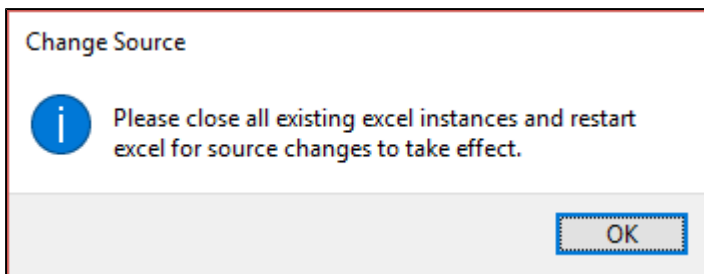 Change Source
Please close all existing excel instances and restart
excel for source changes to take effect.
OK